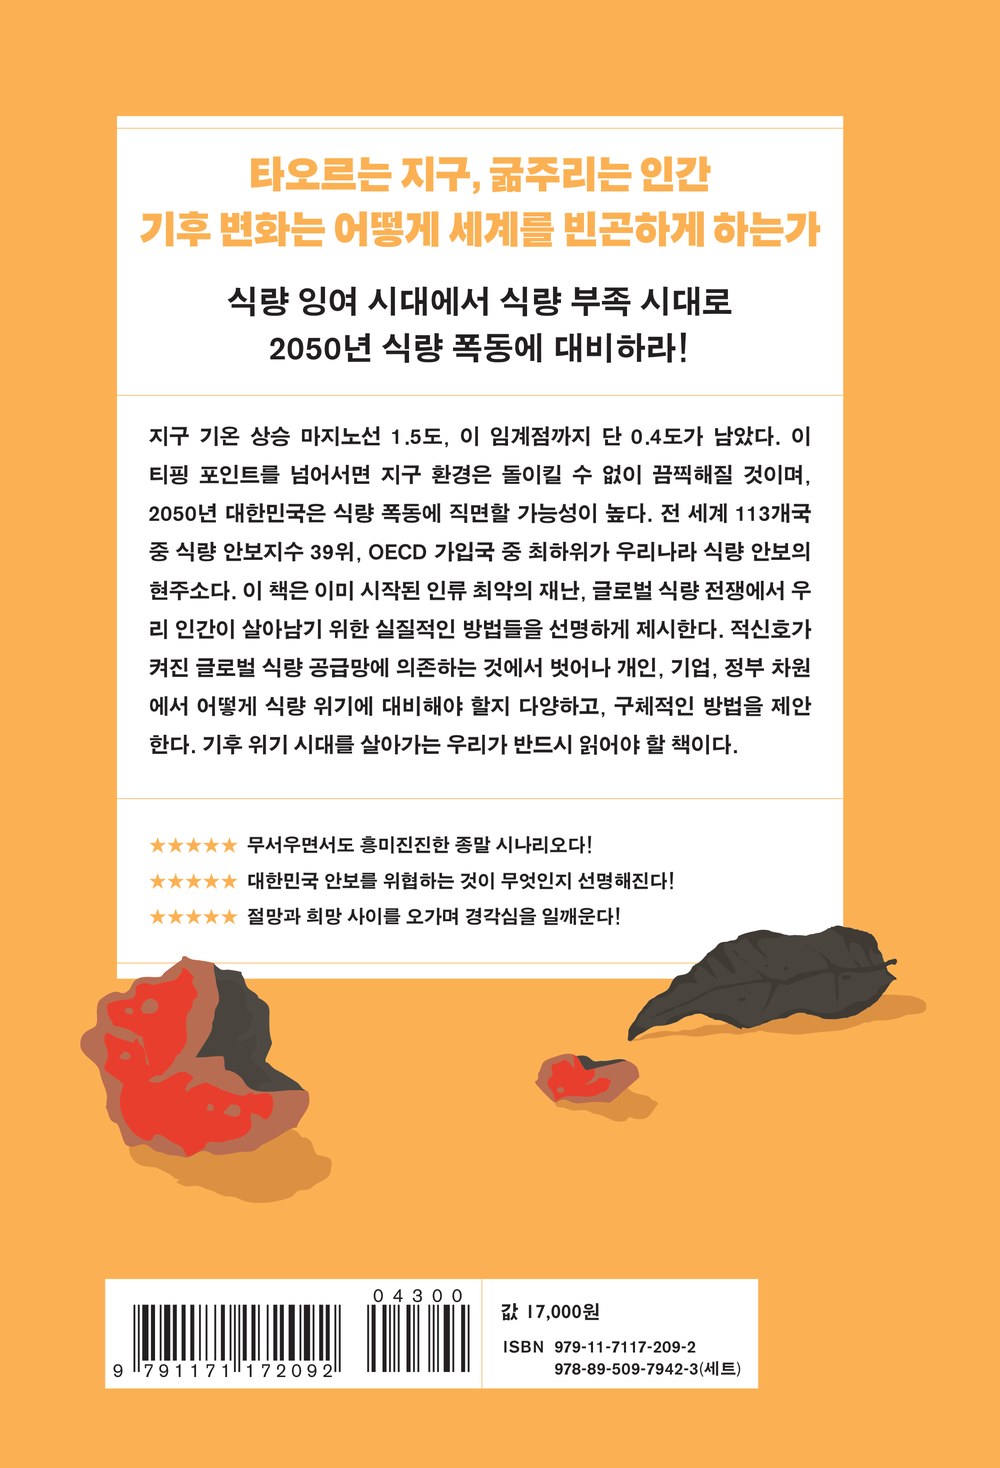 타오르는 지구, 굶주리는 인간
기후 변화는 어떻게 세계를 빈곤하게 하는가
식량 잉여 시대에서 식량 부족 시대로
2050년 식량 폭동에 대비하라!
지구 기온 상승 마지노선 1.5도, 이 임계점까지 단 0.4도가 남았다. 이
티핑 포인트를 넘어서면 지구 환경은 돌이킬 수 없이 끔찍해질 것이며,
2050년 대한민국은 식량 폭동에 직면할 가능성이 높다. 전 세계 113개국
중 식량 안보지수 39위, OECD 가입국 중 최하위가 우리나라 식량 안보의
현주소다. 이 책은 이미 시작된 인류 최악의 재난, 글로벌 식량 전쟁에서 우
리 인간이 살아남기 위한 실질적인 방법들을 선명하게 제시한다. 적신호가
켜진 글로벌 식량 공급망에 의존하는 것에서 벗어나 개인, 기업, 정부 차원
에서 어떻게 식량 위기에 대비해야 할지 다양하고, 구체적인 방법을 제안
한다. 기후 위기 시대를 살아가는 우리가 반드시 읽어야 할 책이다.
★★★★★ 무서우면서도 흥미진진한 종말 시나리오다!
★★★★★ 대한민국 안보를 위협하는 것이 무엇인지 선명해진다!
★★★★★ 절망과 희망 사이를 오가며 경각심을 일깨운다!
04300
9 791171 172092
값 17,000원
ISBN 979-11-7117-209-2
978-89-509-7942-3(세트)